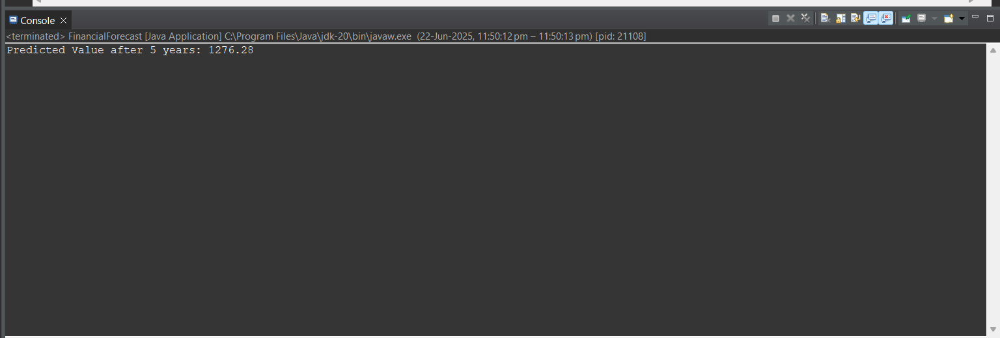 Console
<terminated> FinancialForecast [Java Application] C:\Program Files\Java\jdk-20\bin\javaw.exe (22-Jun-2025, 11:50:12 pm – 11:50:13 pm) [pid: 21108]
Predicted Value after 5 years: 1276.28